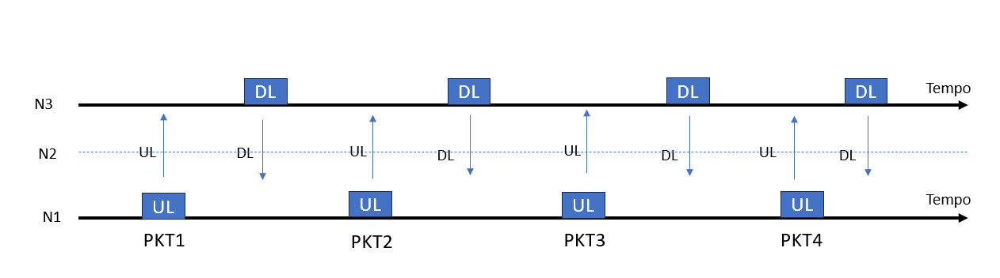 DL DL DL DL Tempo
N3
UL DL UL DL UL DL UL DL
N2
UL UL UL UL Tempo
N1
PKT1 PKT2 PKT3 PKT4